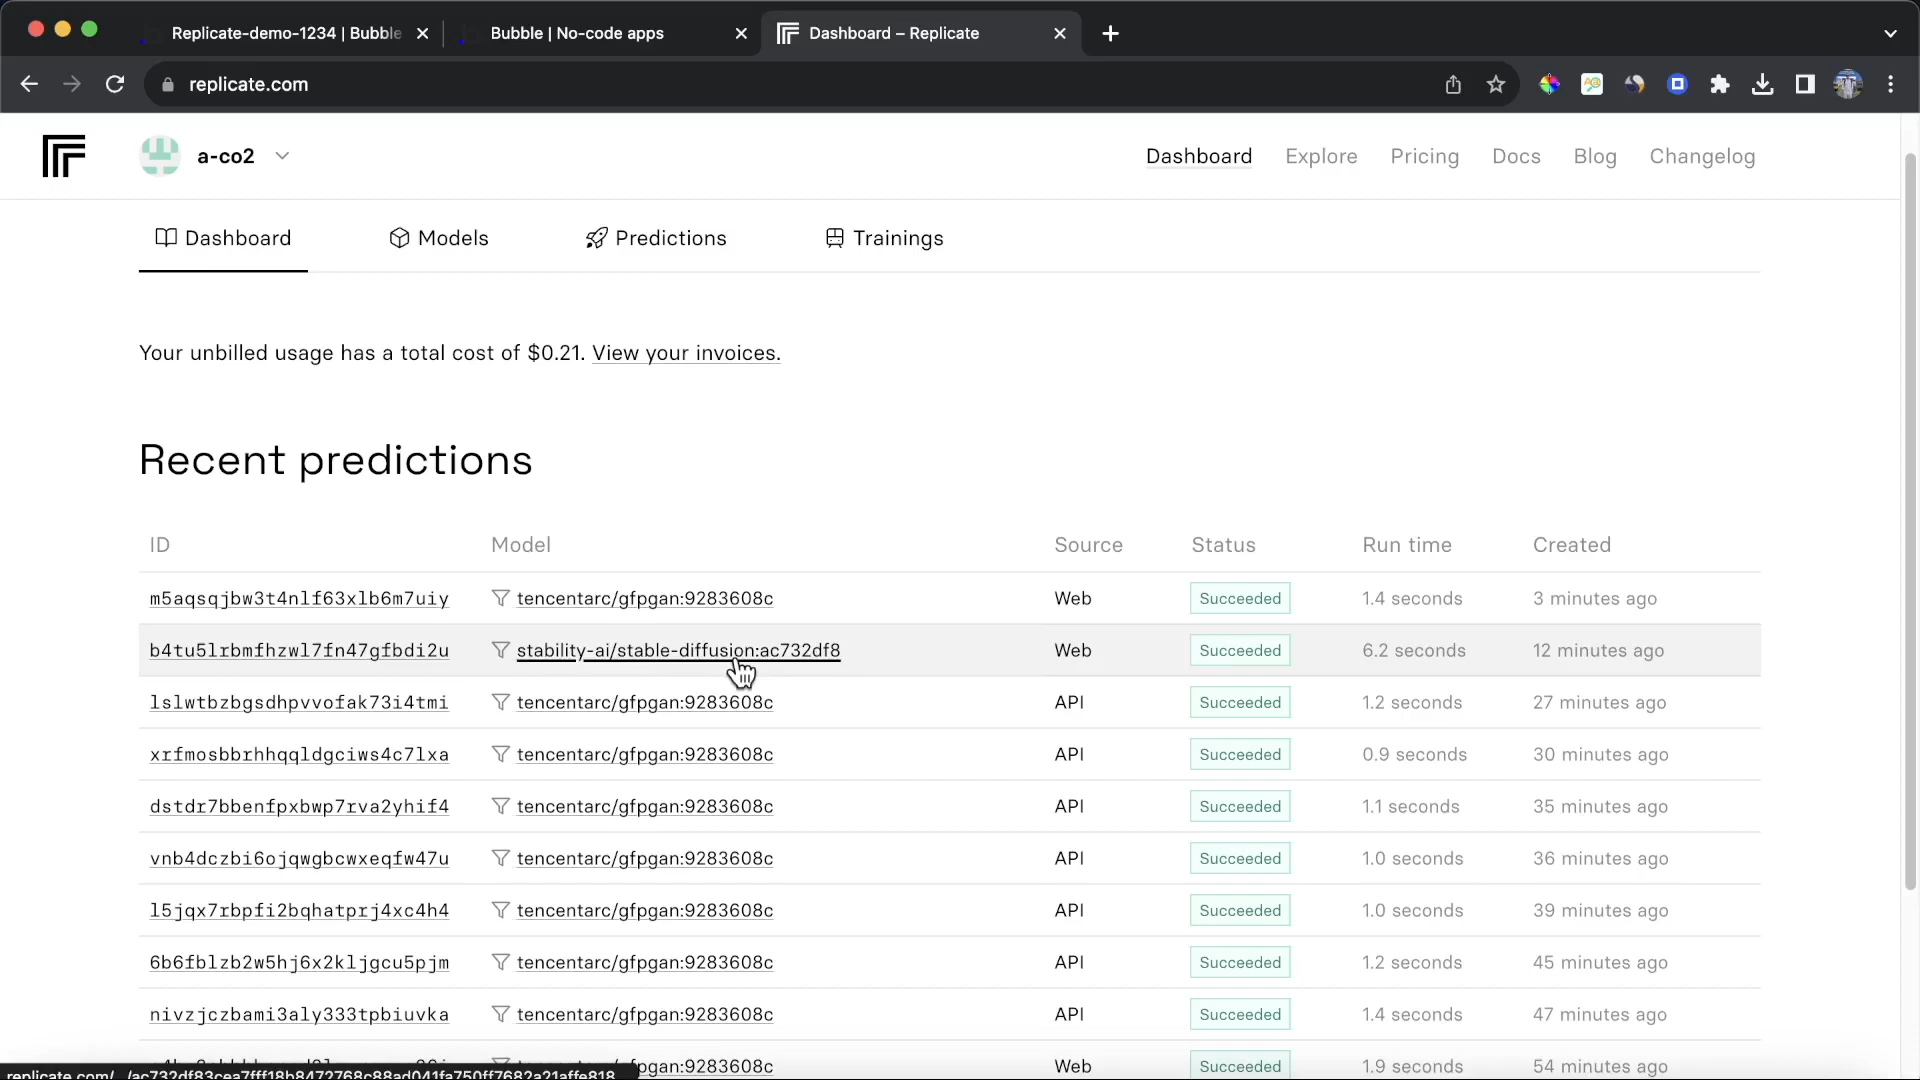 Replicate-demo-1234 | Bubble
Bubble | No-code apps
Dashboard – Replicate
replicate.com
a-co2
Dashboard Explore Pricing Docs Blog Changelog
Dashboard Models Predictions Trainings
Your unbilled usage has a total cost of $0.21. View your invoices.
Recent predictions
ID Model Source Status Run time Created
m5aqsqjbw3t4nlf63xlb6m7uiy tencentarc/gfpgan:9283608c Web Succeeded 1.4 seconds 3 minutes ago
b4tu5lrbmfhzwl7fn47gfbdi2u stability-ai/stable-diffusion:ac732df8 Web Succeeded 6.2 seconds 12 minutes ago
lslwtbzbgsdhpvvofak73i4tmi tencentarc/gfpgan:9283608c API Succeeded 1.2 seconds 27 minutes ago
xrfmosbbrhhqqldgciws4c7lxa tencentarc/gfpgan:9283608c API Succeeded 0.9 seconds 30 minutes ago
dstdr7bbenfpxbwp7rva2yhif4 tencentarc/gfpgan:9283608c API Succeeded 1.1 seconds 35 minutes ago
vnb4dczbi6ojqwgbcwxeqfw47u tencentarc/gfpgan:9283608c API Succeeded 1.0 seconds 36 minutes ago
l5jqx7rbpfi2bqhatprj4xc4h4 tencentarc/gfpgan:9283608c API Succeeded 1.0 seconds 39 minutes ago
6b6fblzb2w5hj6x2kljgcu5pjm tencentarc/gfpgan:9283608c API Succeeded 1.2 seconds 45 minutes ago
nivzjczbami3aly333tpbiuvka tencentarc/gfpgan:9283608c API Succeeded 1.4 seconds 47 minutes ago
pgan:9283608c Web Succeeded 1.9 seconds 54 minutes ago